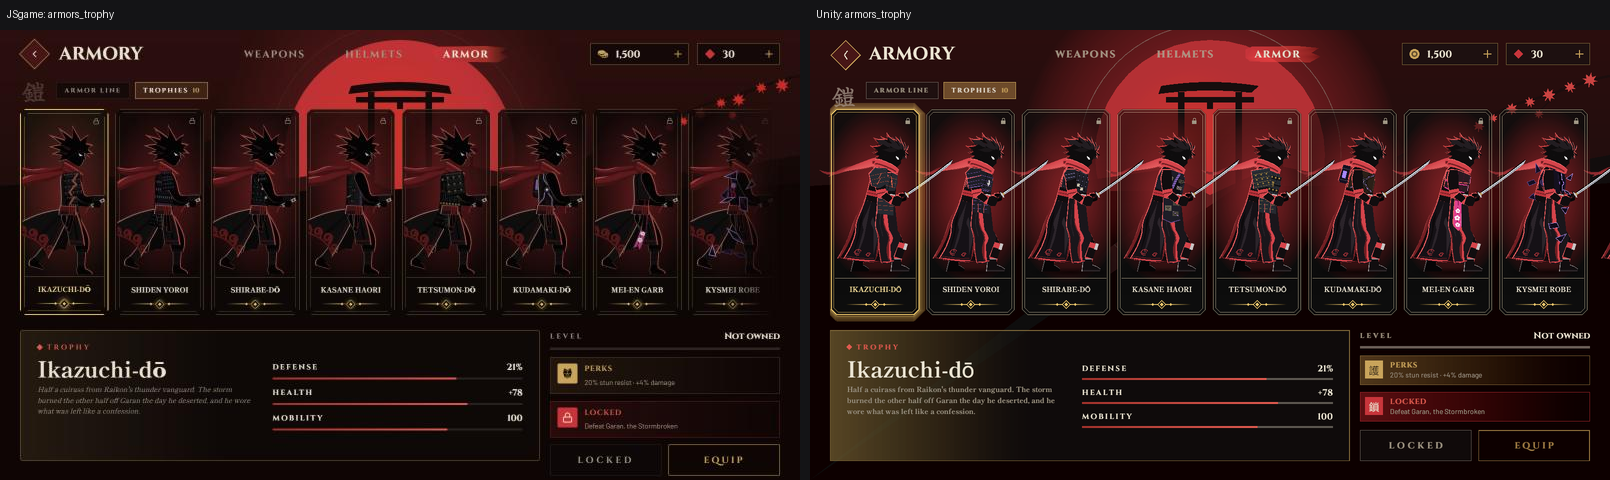 JSgame: armors_trophy
ARMORY
WEAPONS HELMETS ARMOR
1,500 +
30 +
鎧
ARMOR LINE
TROPHIES 10
IKAZUCHI-DŌ
SHIDEN YOROI
SHIRABE-DŌ
KASANE HAORI
TETSUMON-DŌ
KUDAMAKI-DŌ
MEI-EN GARB
KYSMEI ROBE
TROPHY
Ikazuchi-dō
Half a cuirass from Raikon's thunder vanguard. The storm
burned the other half off Garan the day he deserted, and he wore
what was left like a confession.
DEFENSE 21%
HEALTH +78
MOBILITY 100
LEVEL NOT OWNED
PERKS
20% stun resist · +4% damage
LOCKED
Defeat Garan, the Stormbroken
LOCKED
EQUIP
Unity: armors_trophy
ARMORY
WEAPONS HELMETS ARMOR
1,500 +
30 +
鎧
ARMOR LINE
TROPHIES 10
IKAZUCHI-DŌ
SHIDEN YOROI
SHIRABE-DŌ
KASANE HAORI
TETSUMON-DŌ
KUDAMAKI-DŌ
MEI-EN GARB
KYSMEI ROBE
TROPHY
Ikazuchi-dō
Half a cuirass from Raikon's thunder vanguard. The storm
burned the other half off Garan the day he deserted, and he
wore what was left like a confession.
DEFENSE 21%
HEALTH +78
MOBILITY 100
LEVEL NOT OWNED
PERKS
20% stun resist · +4% damage
LOCKED
Defeat Garan, the Stormbroken
LOCKED
EQUIP